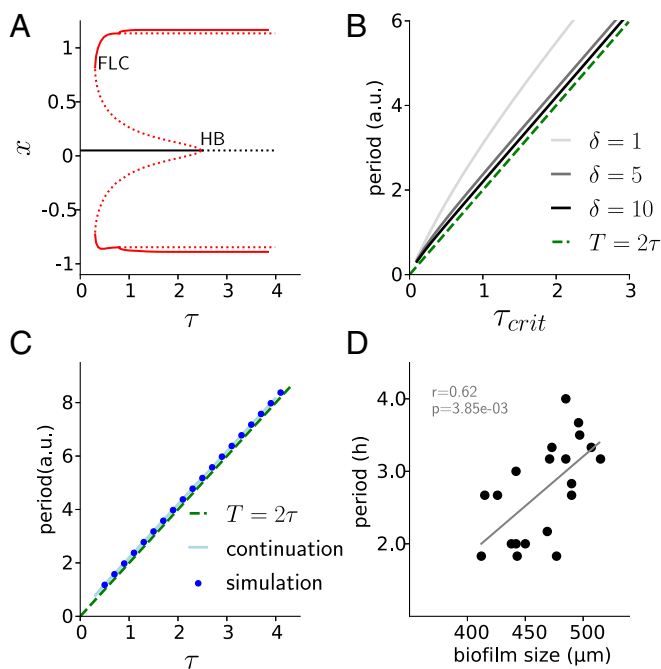 A
1
0.5
0
-0.5
-1
x
FLC
HB
0 1 2 3 4
τ
B
6
4
2
0
period (a.u.)
δ = 1
δ = 5
δ = 10
T = 2τ
0 1 2 3
τcrit
C
8
6
4
2
0
period(a.u.)
T = 2τ
continuation
simulation
0 1 2 3 4
τ
D
r=0.62
p=3.85e-03
4.0
3.0
2.0
period (h)
400 450 500
biofilm size (μm)